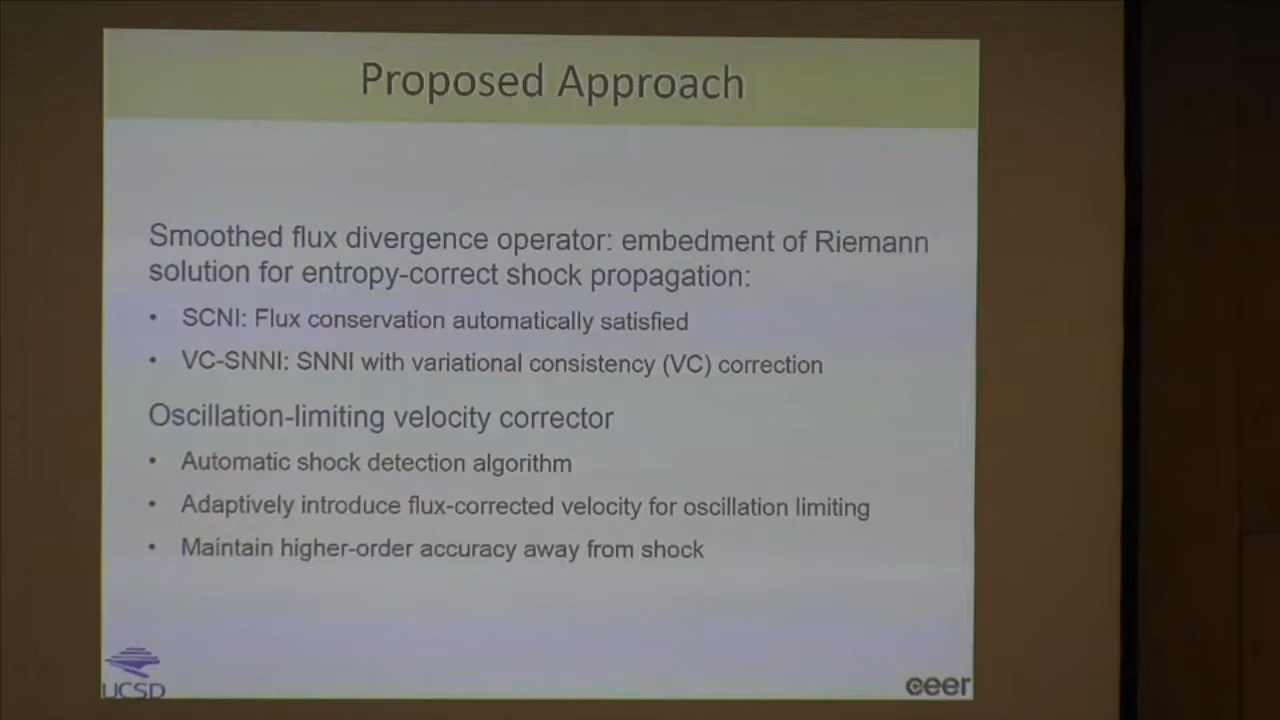 Proposed Approach
Smoothed flux divergence operator: embedment of Riemann
solution for entropy-correct shock propagation:
• SCNI: Flux conservation automatically satisfied
• VC-SNNI: SNNI with variational consistency (VC) correction
Oscillation-limiting velocity corrector
• Automatic shock detection algorithm
• Adaptively introduce flux-corrected velocity for oscillation limiting
• Maintain higher-order accuracy away from shock
UCSD
ceer